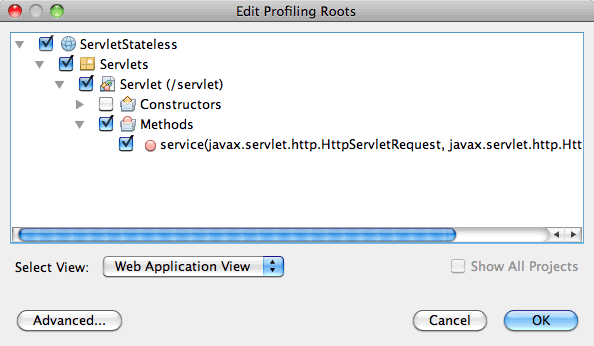 Edit Profiling Roots
ServletStateless
Servlets
Servlet (/servlet)
Constructors
Methods
service(javax.servlet.http.HttpServletRequest, javax.servlet.http.Htt
Select View: Web Application View Show All Projects
Advanced... Cancel OK